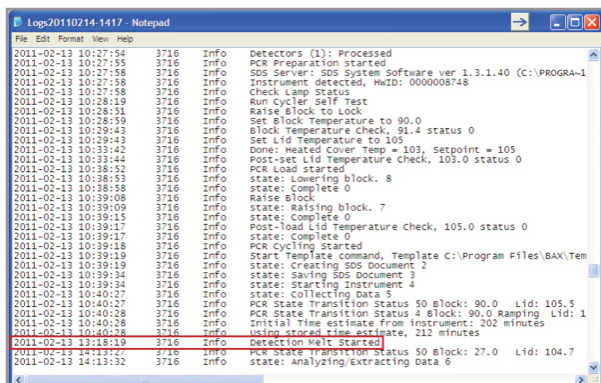 Logs20110214-1417 - Notepad
File Edit Format View Help
2011-02-13 10:27:54 3716 Info Detectors (1): Processed
2011-02-13 10:27:55 3716 Info PCR Preparation started
2011-02-13 10:27:58 3716 Info SDS Server: SDS System Software ver 1.3.1.40 (C:\PROGRA~1
2011-02-13 10:27:58 3716 Info Instrument detected, HWID: 0000008748
2011-02-13 10:27:58 3716 Info Check Lamp Status
2011-02-13 10:28:19 3716 Info Run Cycler Self Test
2011-02-13 10:28:51 3716 Info Raise Block to Lock
2011-02-13 10:28:59 3716 Info Set Block Temperature to 90.0
2011-02-13 10:29:43 3716 Info Block Temperature Check, 91.4 status 0
2011-02-13 10:29:43 3716 Info Set Lid Temperature to 105
2011-02-13 10:33:42 3716 Info Done: Heated Cover Temp = 103, Setpoint = 105
2011-02-13 10:33:44 3716 Info Post-set Lid Temperature Check, 103.0 status 0
2011-02-13 10:38:52 3716 Info PCR Load started
2011-02-13 10:38:53 3716 Info state: Lowering block. 8
2011-02-13 10:38:58 3716 Info state: Complete 0
2011-02-13 10:39:08 3716 Info Raise Block
2011-02-13 10:39:09 3716 Info state: Raising block. 7
2011-02-13 10:39:15 3716 Info state: Complete 0
2011-02-13 10:39:17 3716 Info Post-load Lid Temperature Check, 105.0 status 0
2011-02-13 10:39:17 3716 Info state: Complete 0
2011-02-13 10:39:18 3716 Info PCR Cycling Started
2011-02-13 10:39:19 3716 Info Start Template command, Template C:\Program Files\BAX\Tem
2011-02-13 10:39:19 3716 Info state: Creating SDS Document 2
2011-02-13 10:39:34 3716 Info state: Saving SDS Document 3
2011-02-13 10:39:34 3716 Info state: Starting Instrument 4
2011-02-13 10:40:27 3716 Info state: Collecting Data 5
2011-02-13 10:40:27 3716 Info PCR State Transition Status 50 Block: 90.0 Lid: 105.5
2011-02-13 10:40:28 3716 Info PCR State Transition Status 4 Block: 90.0 Ramping Lid: 1
2011-02-13 10:40:28 3716 Info Initial Time estimate from instrument: 202 minutes
2011-02-13 10:40:28 3716 Info Using stored time estimate, 212 minutes
2011-02-13 13:18:19 3716 Info Detection Melt Started
2011-02-13 14:13:27 3716 Info PCR State Transition Status 50 Block: 27.0 Lid: 104.7
2011-02-13 14:13:32 3716 Info state: Analyzing/Extracting Data 6